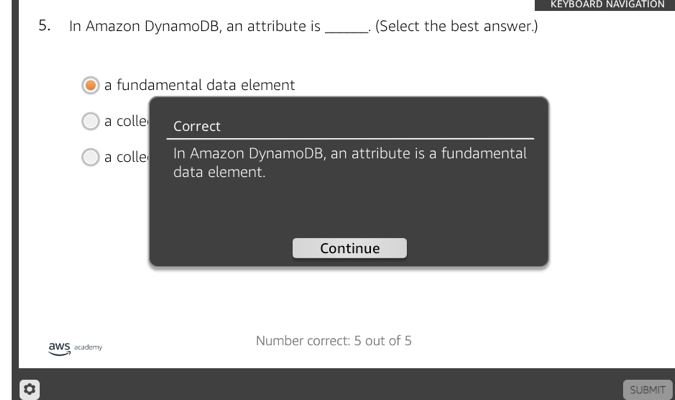 KEYBOARD NAVIGATION
5. In Amazon DynamoDB, an attribute is ______. (Select the best answer.)
a fundamental data element
a colle
a colle
Correct
In Amazon DynamoDB, an attribute is a fundamental
data element.
Continue
Number correct: 5 out of 5
aws academy
SUBMIT